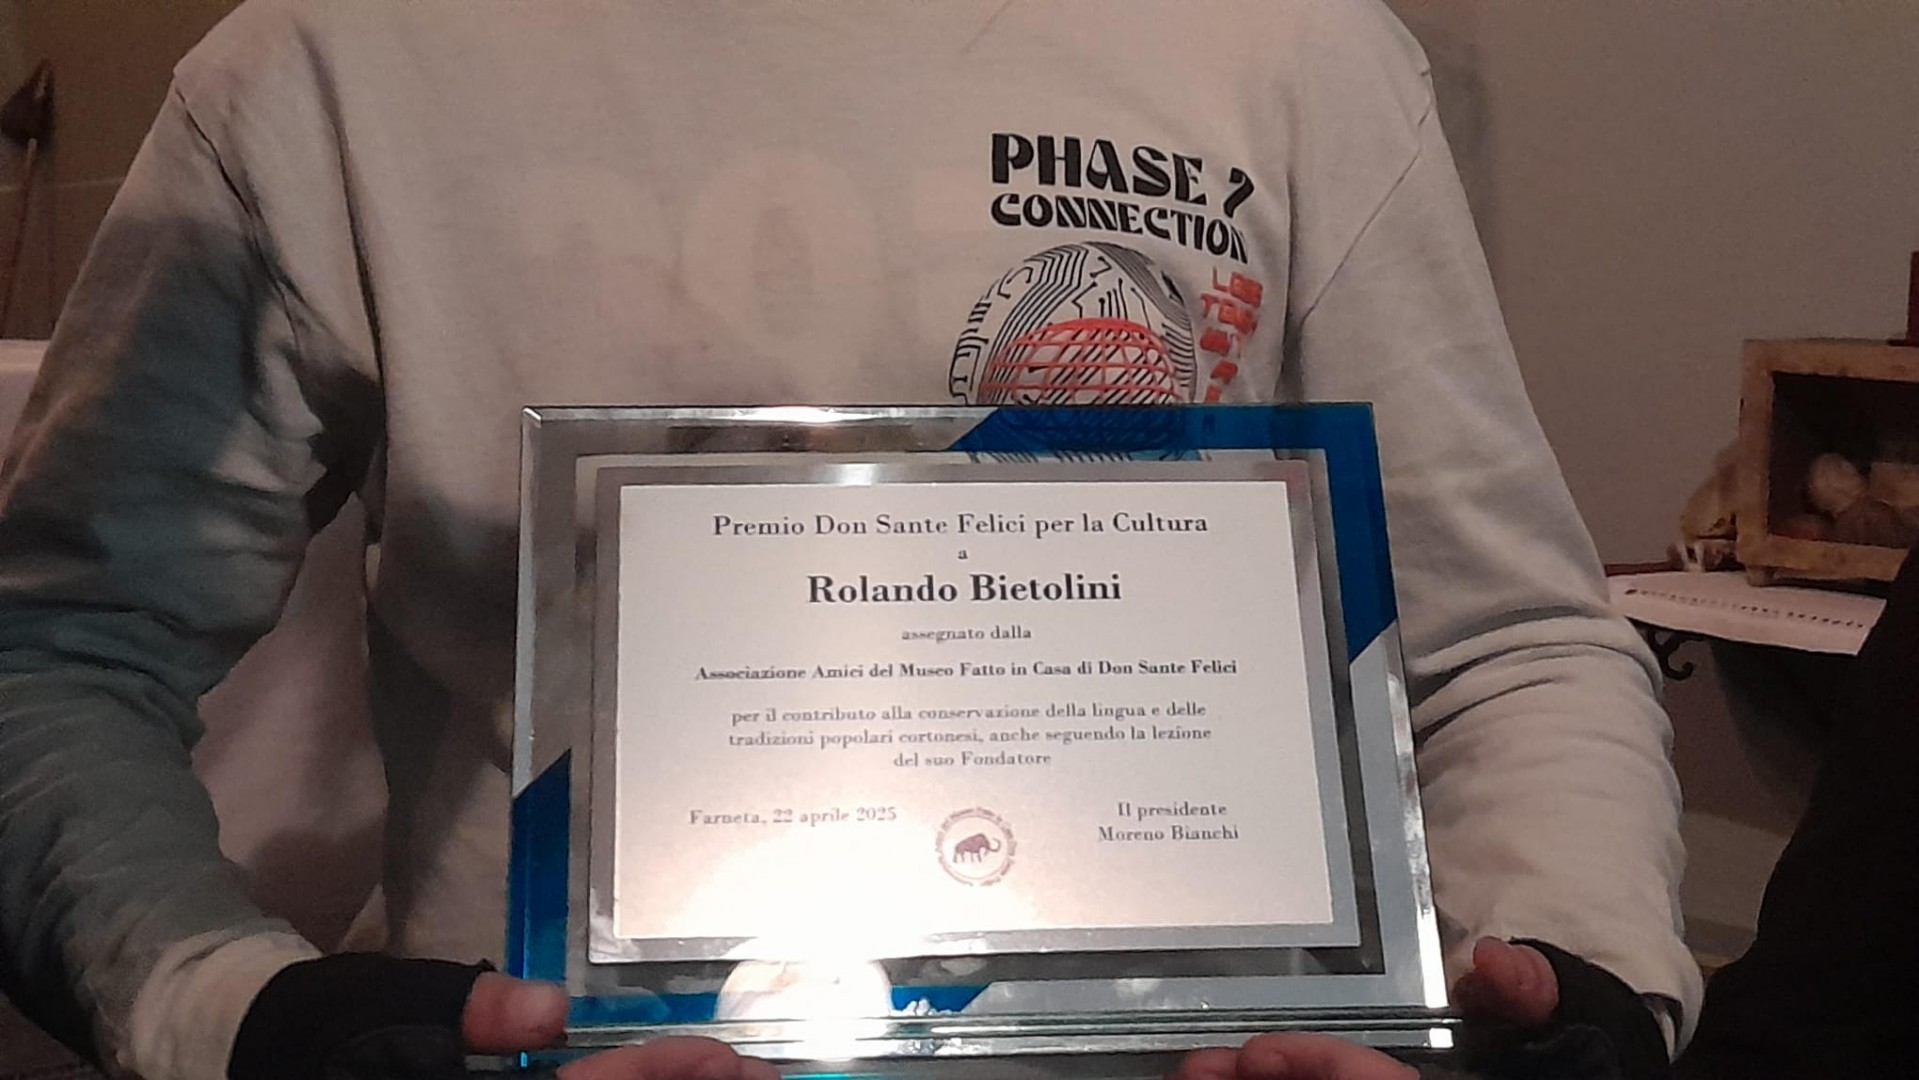 PHASE 7
CONNECTION
Premio Don Sante Felici per la Cultura
a
Rolando Bietolini
assegnato dalla
Associazione Amici del Museo Fatto in Casa di Don Sante Felici
per il contributo alla conservazione della lingua e delle
tradizioni popolari cortonesi, anche seguendo la lezione
del suo Fondatore
Farneta, 22 aprile 2025
Il presidente
Moreno Bianchi